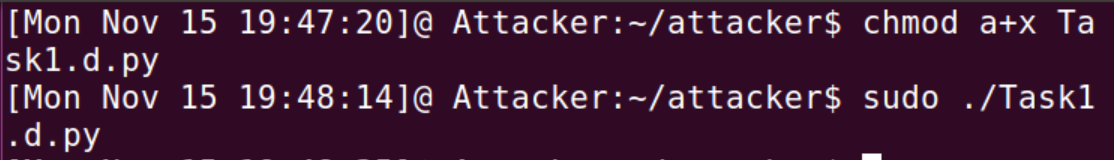 [Mon Nov 15 19:47:20]@ Attacker:~/attacker$ chmod a+x Ta
sk1.d.py
[Mon Nov 15 19:48:14]@ Attacker:~/attacker$ sudo ./Task1
.d.py